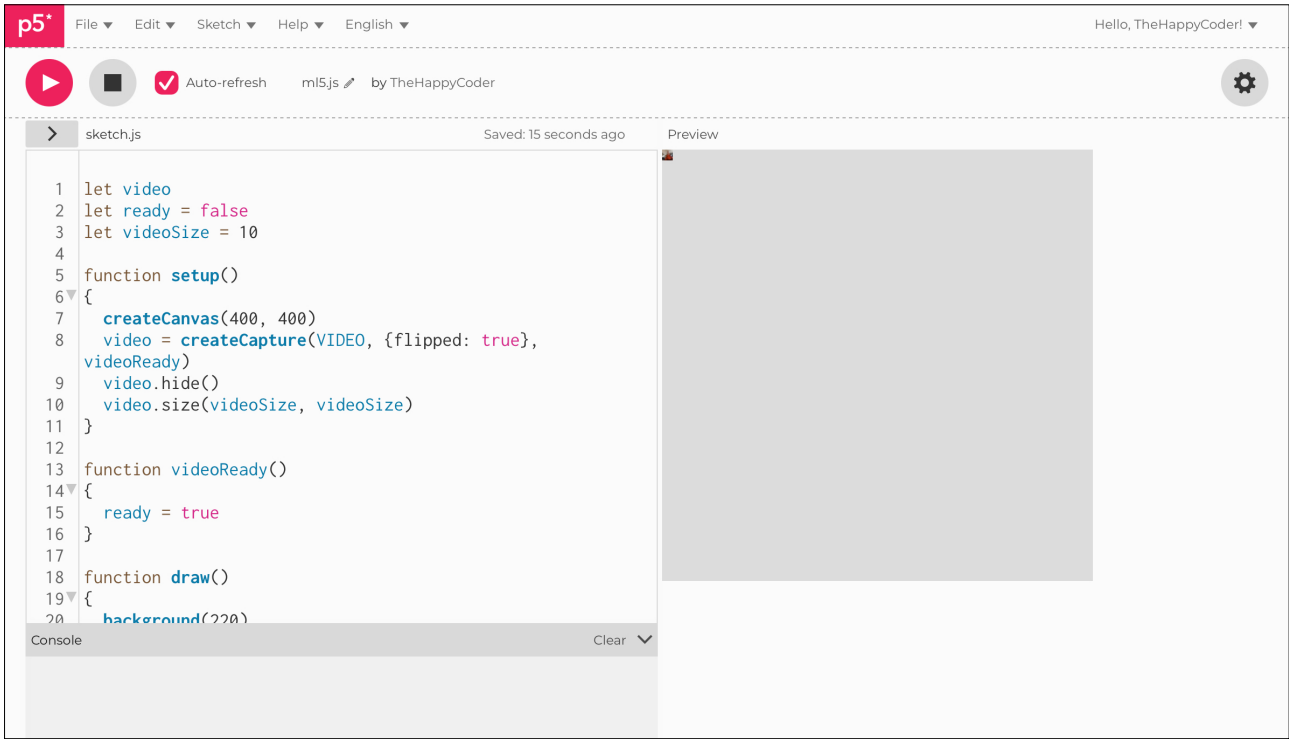 p5* File Edit Sketch Help English Hello, TheHappyCoder!
Auto-refresh ml5.js by TheHappyCoder
sketch.js Saved: 15 seconds ago Preview
1 let video
2 let ready = false
3 let videoSize = 10
4
5 function setup()
6 {
7 createCanvas(400, 400)
8 video = createCapture(VIDEO, {flipped: true},
videoReady)
9 video.hide()
10 video.size(videoSize, videoSize)
11 }
12
13 function videoReady()
14 {
15 ready = true
16 }
17
18 function draw()
19 {
20 background(220)
Console Clear